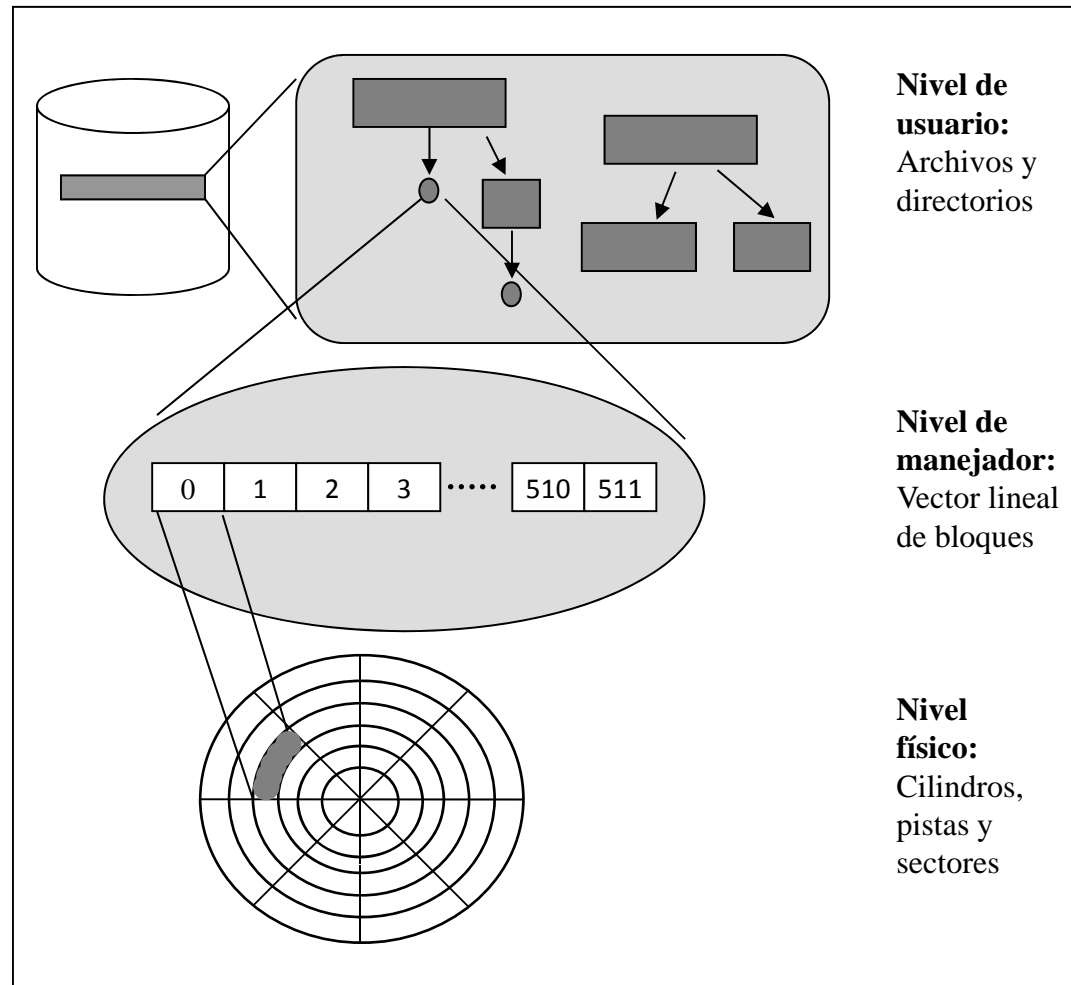 Nivel de
usuario:
Archivos y
directorios
Nivel de
manejador:
Vector lineal
de bloques
0 1 2 3 ..... 510 511
Nivel
físico:
Cilindros,
pistas y
sectores